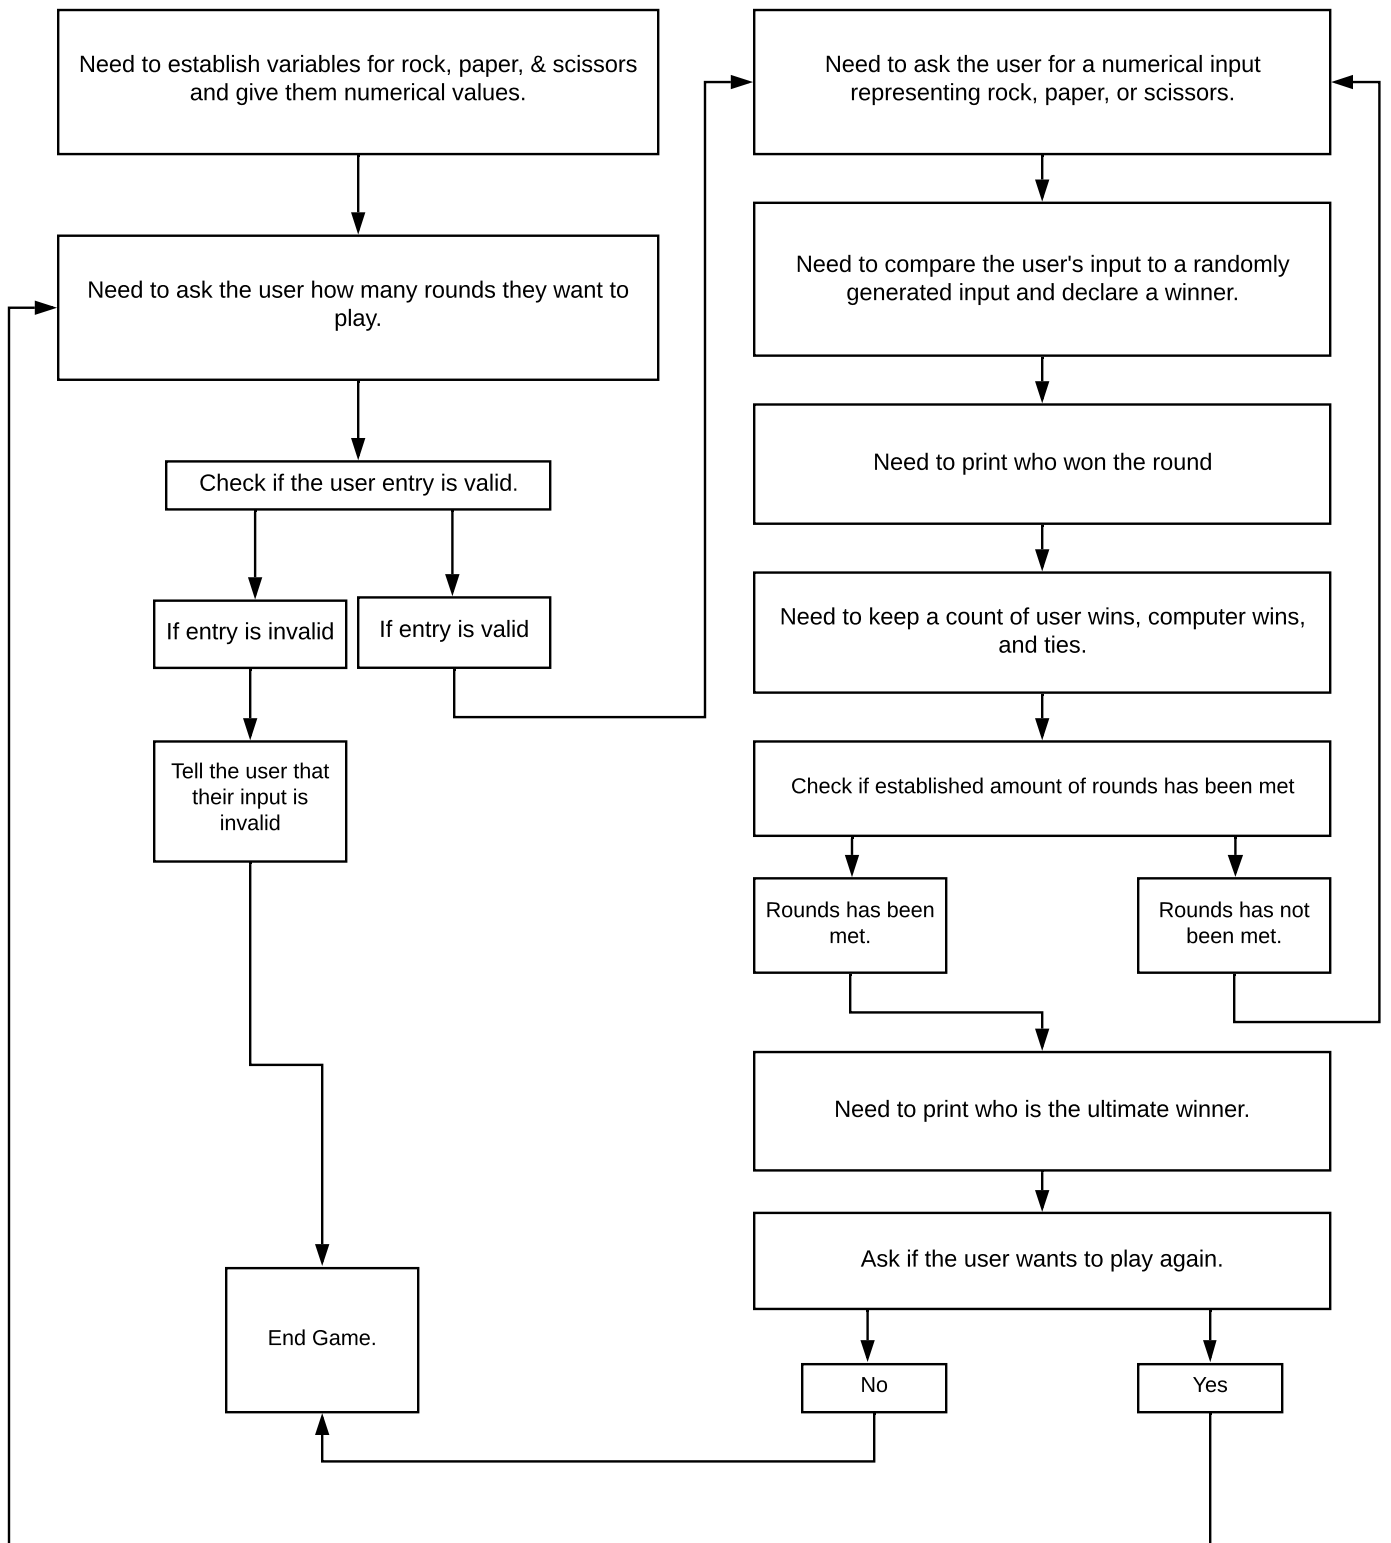 Need to establish variables for rock, paper, & scissors
and give them numerical values.
Need to ask the user how many rounds they want to
play.
Check if the user entry is valid.
If entry is invalid
If entry is valid
Tell the user that
their input is
invalid
End Game.
Need to ask the user for a numerical input
representing rock, paper, or scissors.
Need to compare the user's input to a randomly
generated input and declare a winner.
Need to print who won the round
Need to keep a count of user wins, computer wins,
and ties.
Check if established amount of rounds has been met
Rounds has been
met.
Rounds has not
been met.
Need to print who is the ultimate winner.
Ask if the user wants to play again.
No
Yes